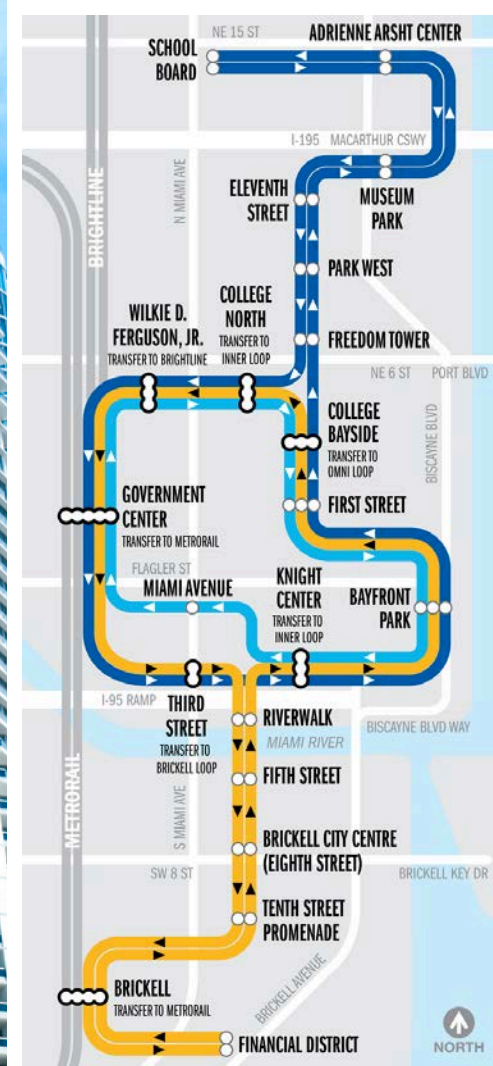 NE 15 ST
ADRIENNE ARSHT CENTER
SCHOOL
BOARD
I-195 MACARTHUR CSWY
N MIAMI AVE
BRIGHTLINE
ELEVENTH
STREET
MUSEUM
PARK
PARK WEST
WILKIE D.
FERGUSON, JR.
TRANSFER TO BRIGHTLINE
COLLEGE
NORTH
TRANSFER TO
INNER LOOP
FREEDOM TOWER
NE 6 ST
PORT BLVD
COLLEGE
BAYSIDE
TRANSFER TO
OMNI LOOP
BISCAYNE BLVD
GOVERNMENT
CENTER
TRANSFER TO METRORAIL
FIRST STREET
FLAGLER ST
MIAMI AVENUE
KNIGHT
CENTER
TRANSFER TO
INNER LOOP
BAYFRONT
PARK
I-95 RAMP
THIRD
STREET
TRANSFER TO
BRICKELL LOOP
RIVERWALK
BISCAYNE BLVD WAY
MIAMI RIVER
FIFTH STREET
METRORAIL
S MIAMI AVE
BRICKELL CITY CENTRE
(EIGHTH STREET)
SW 8 ST
BRICKELL KEY DR
TENTH STREET
PROMENADE
BRICKELL AVENUE
BRICKELL
TRANSFER TO METRORAIL
FINANCIAL DISTRICT
NORTH